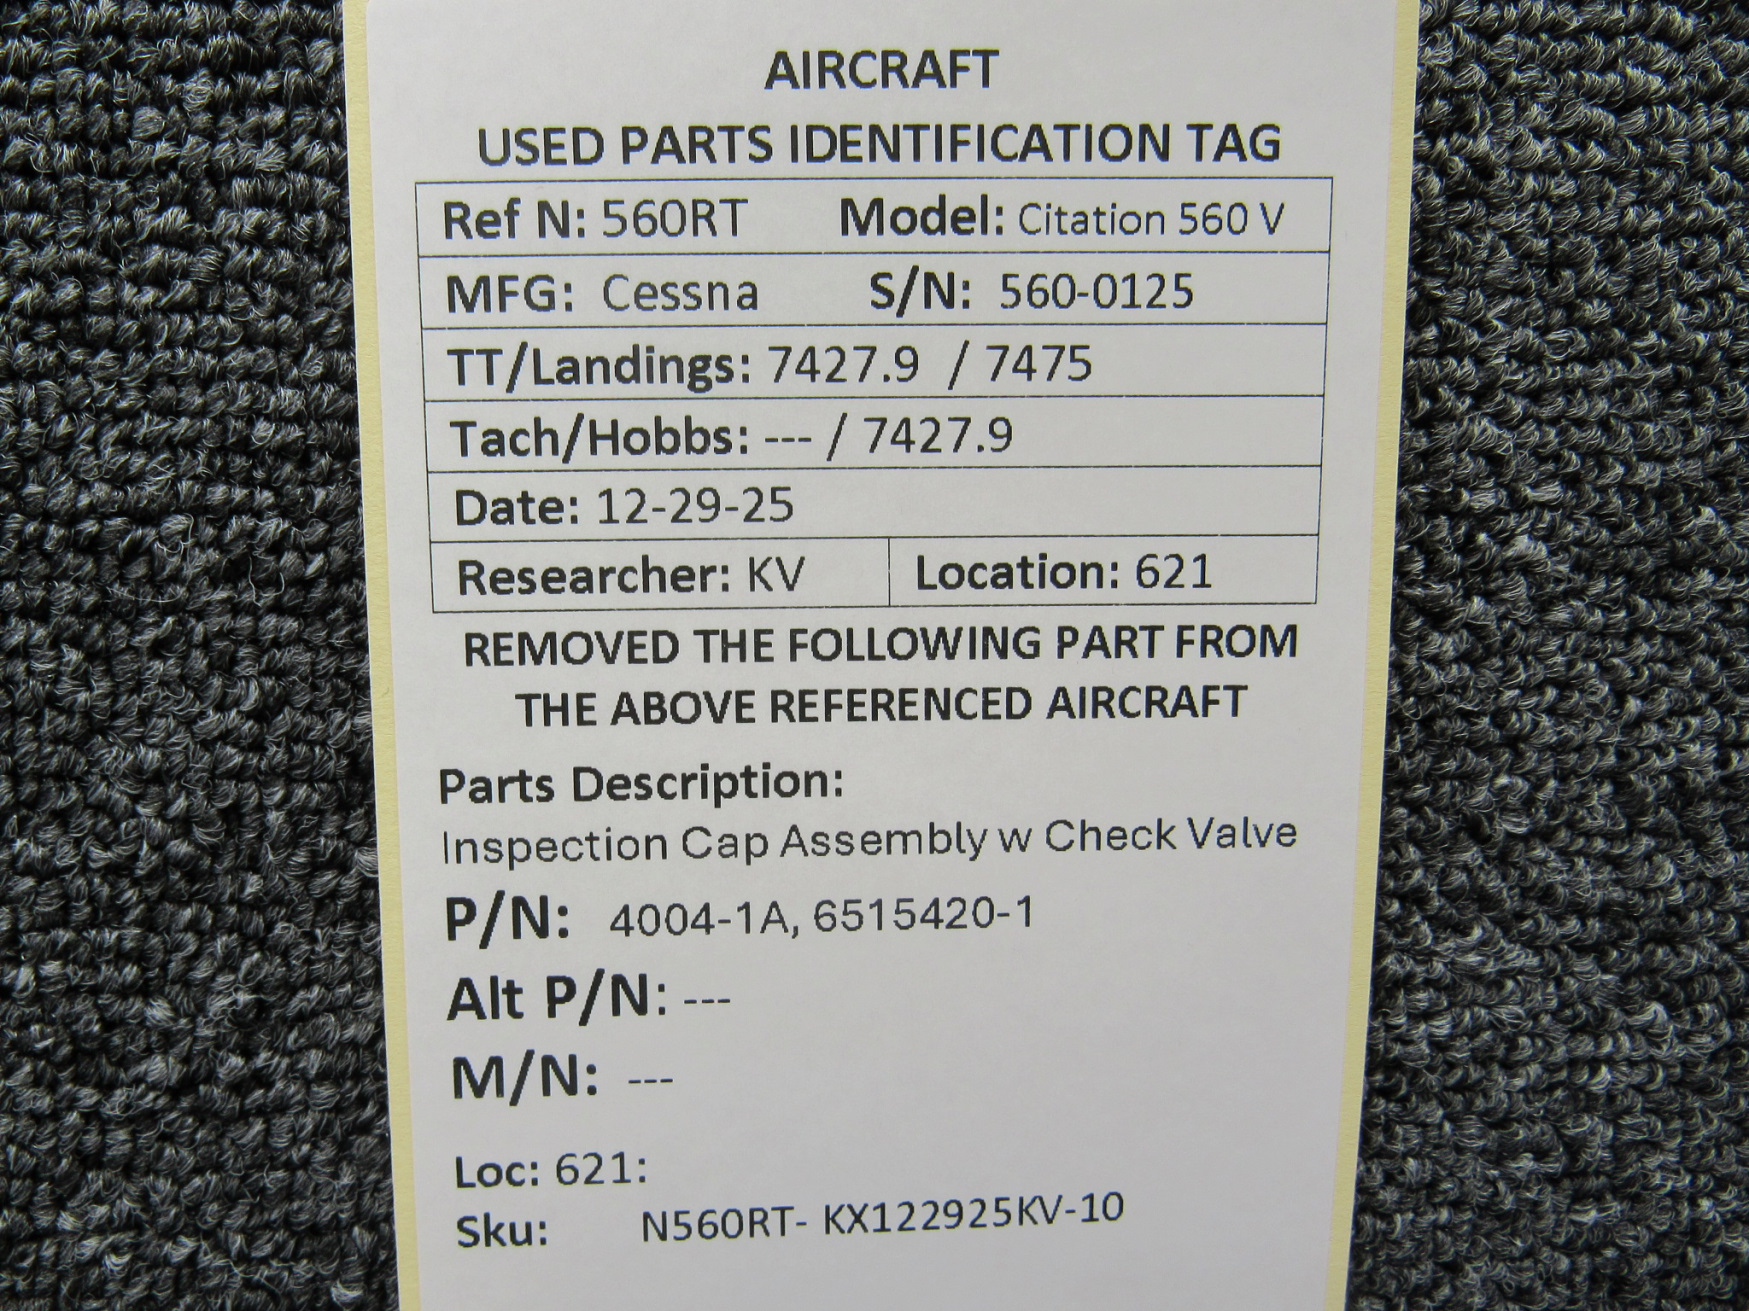 AIRCRAFT
USED PARTS IDENTIFICATION TAG
Ref N: 560RT Model: Citation 560 V
MFG: Cessna S/N: 560-0125
TT/Landings: 7427.9 / 7475
Tach/Hobbs: --- / 7427.9
Date: 12-29-25
Researcher: KV Location: 621
REMOVED THE FOLLOWING PART FROM
THE ABOVE REFERENCED AIRCRAFT
Parts Description:
Inspection Cap Assembly w Check Valve
P/N: 4004-1A, 6515420-1
Alt P/N: ---
M/N: ---
Loc: 621:
Sku: N560RT- KX122925KV-10